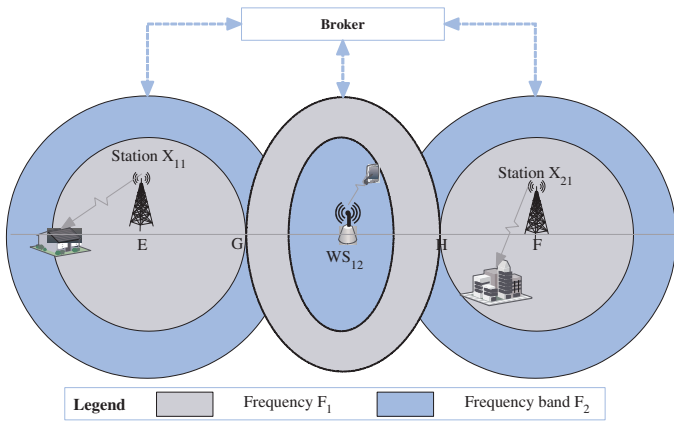 Broker
Station X₁₁
Station X₂₁
E
G
WS₁₂
H
F
Legend
Frequency F₁
Frequency band F₂